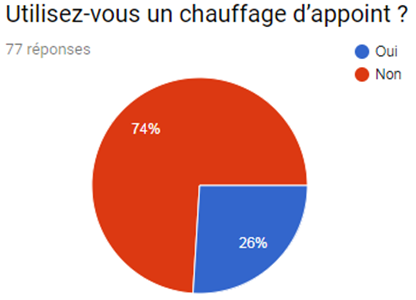 Utilisez-vous un chauffage d’appoint ?
77 réponses
Oui
Non
74%
26%